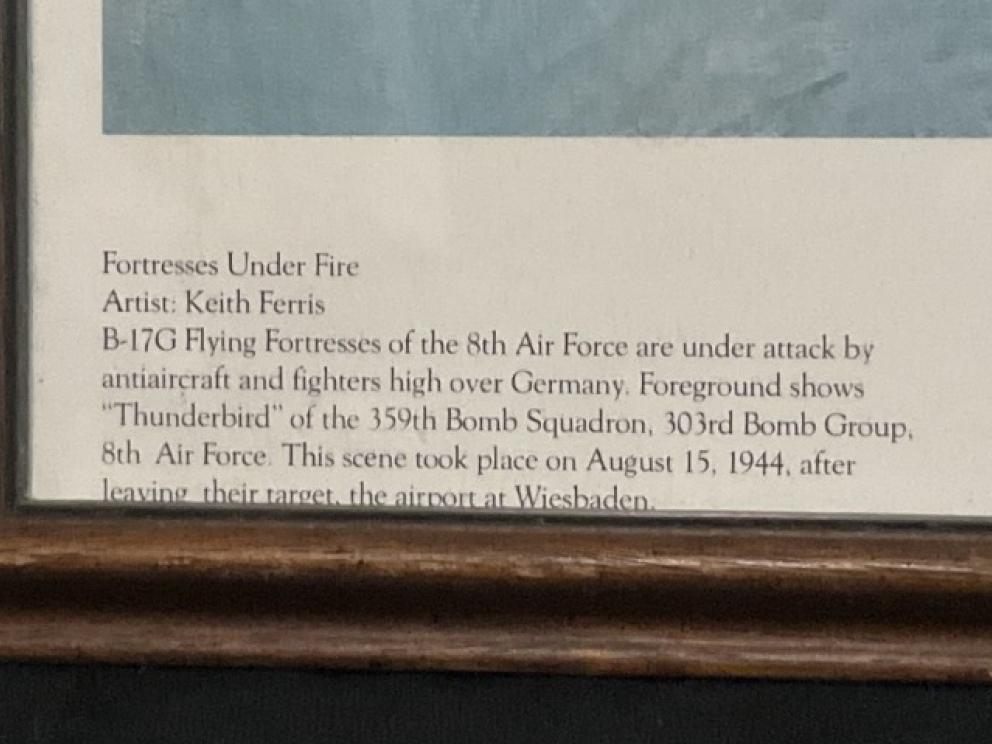 Fortresses Under Fire
Artist: Keith Ferris
B-17G Flying Fortresses of the 8th Air Force are under attack by
antiaircraft and fighters high over Germany. Foreground shows
"Thunderbird" of the 359th Bomb Squadron, 303rd Bomb Group,
8th Air Force. This scene took place on August 15, 1944, after
leaving their target, the airport at Wiesbaden.